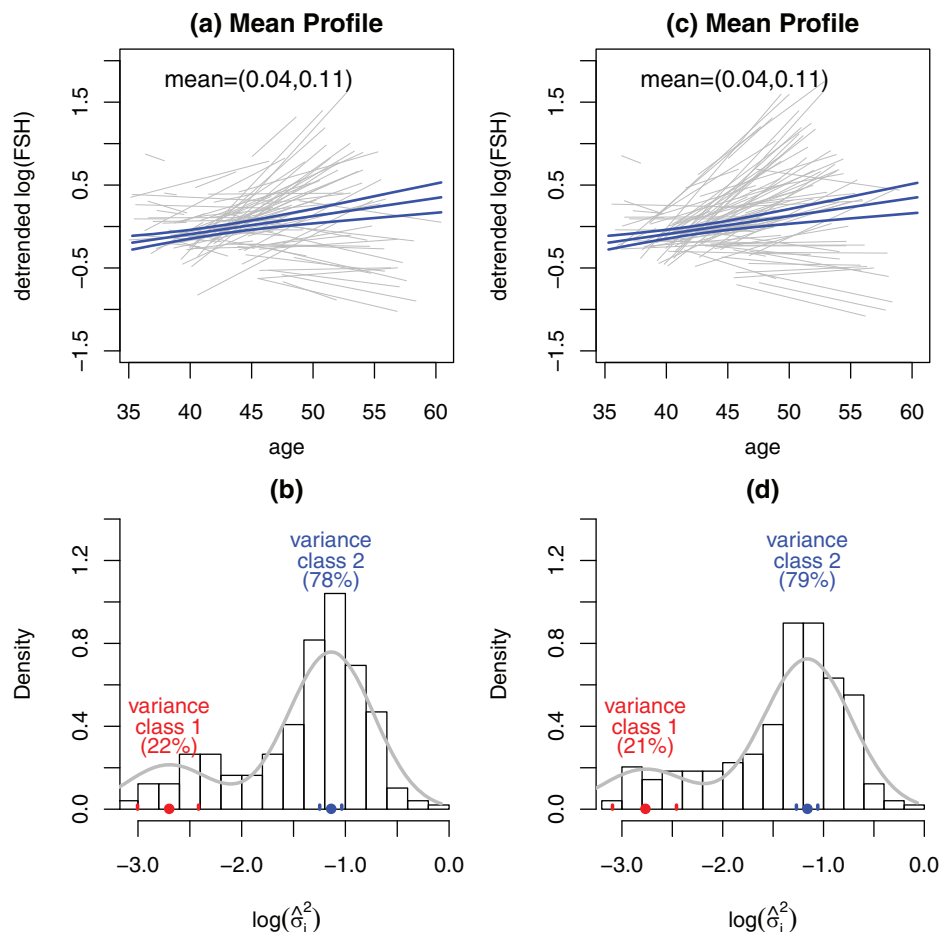 (a) Mean Profile
mean=(0.04,0.11)
detrended log(FSH)
−1.5
−0.5
0.5
1.5
35
40
45
50
55
60
age
(c) Mean Profile
mean=(0.04,0.11)
detrended log(FSH)
−1.5
−0.5
0.5
1.5
35
40
45
50
55
60
age
(b)
variance
class 2
(78%)
variance
class 1
(22%)
Density
0.0
0.4
0.8
1.2
−3.0
−2.0
−1.0
0.0
log(σ̂ᵢ²)
(d)
variance
class 2
(79%)
variance
class 1
(21%)
Density
0.0
0.4
0.8
1.2
−3.0
−2.0
−1.0
0.0
log(σ̂ᵢ²)